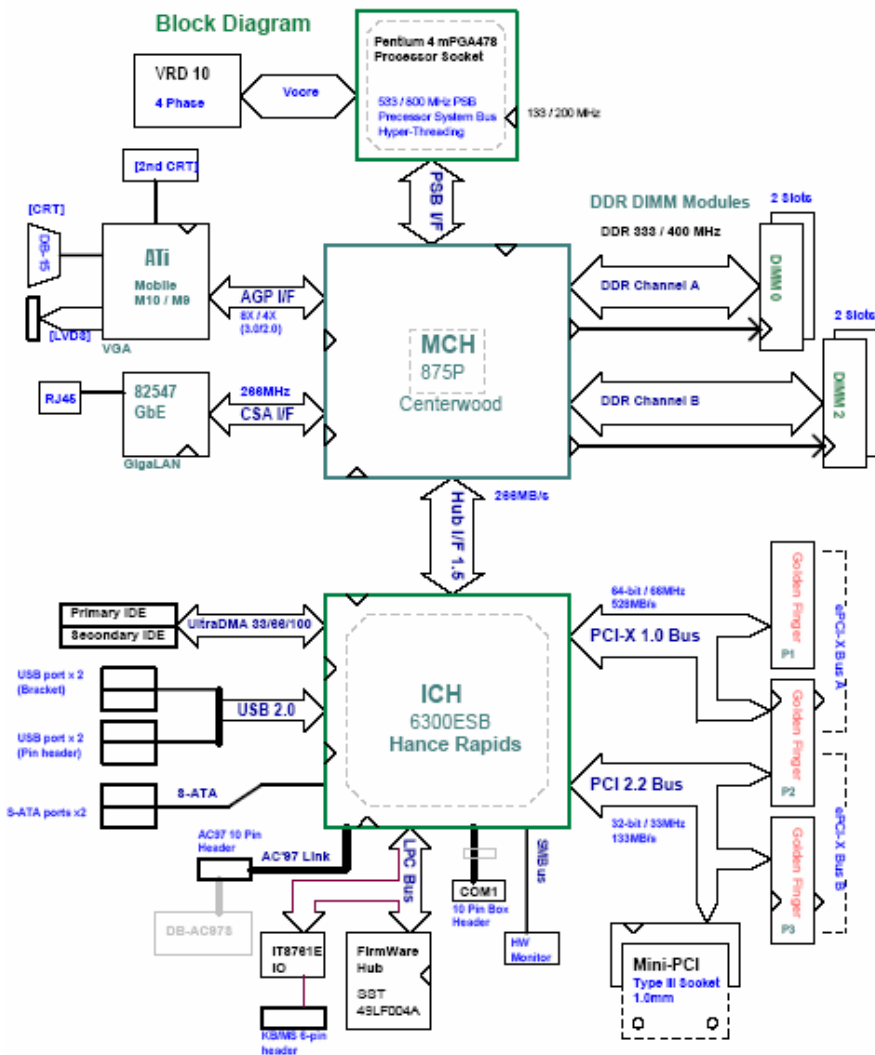 Block Diagram
VRD 10
4 Phase
Vcore
Pentium 4 mPGA478
Processor Socket
533 / 800 MHz PSB
Precessor System Bus
Hyper-Threading
133 / 200 MHz
PSB I/F
[2nd CRT]
[CRT]
DB-15
ATi
Mobile
M10 / M9
[LVDS]
VGA
AGP I/F
8X / 4X
(3.0/2.0)
RJ45
82547
GbE
GigaLAN
266MHz
CSA I/F
MCH
875P
Centerwood
DDR DIMM Modules
DDR 333 / 400 MHz
2 Slots
DDR Channel A
DIMM 0
2 Slots
DDR Channel B
DIMM 2
Hub I/F 1.5
266MB/s
Primary IDE
Secondary IDE
UltraDMA 33/66/100
USB port x 2
(Bracket)
USB port x 2
(Pin header)
USB 2.0
S-ATA ports x2
S-ATA
ICH
6300ESB
Hance Rapids
64-bit / 66MHz
528MB/s
PCI-X 1.0 Bus
Golden Finger
P1
ePCI-X Bus A
Golden Finger
P2
PCI 2.2 Bus
32-bit / 33MHz
133MB/s
Golden Finger
P3
ePCI-X Bus B
AC97 10 Pin
Header
AC'97 Link
DB-AC97S
LPC Bus
IT8761E
IO
KB/MS 6-pin
header
FirmWare
Hub
SST
49LF004A
COM1
10 Pin Box
Header
SMBus
HW
Monitor
Mini-PCI
Type III Socket
1.0mm